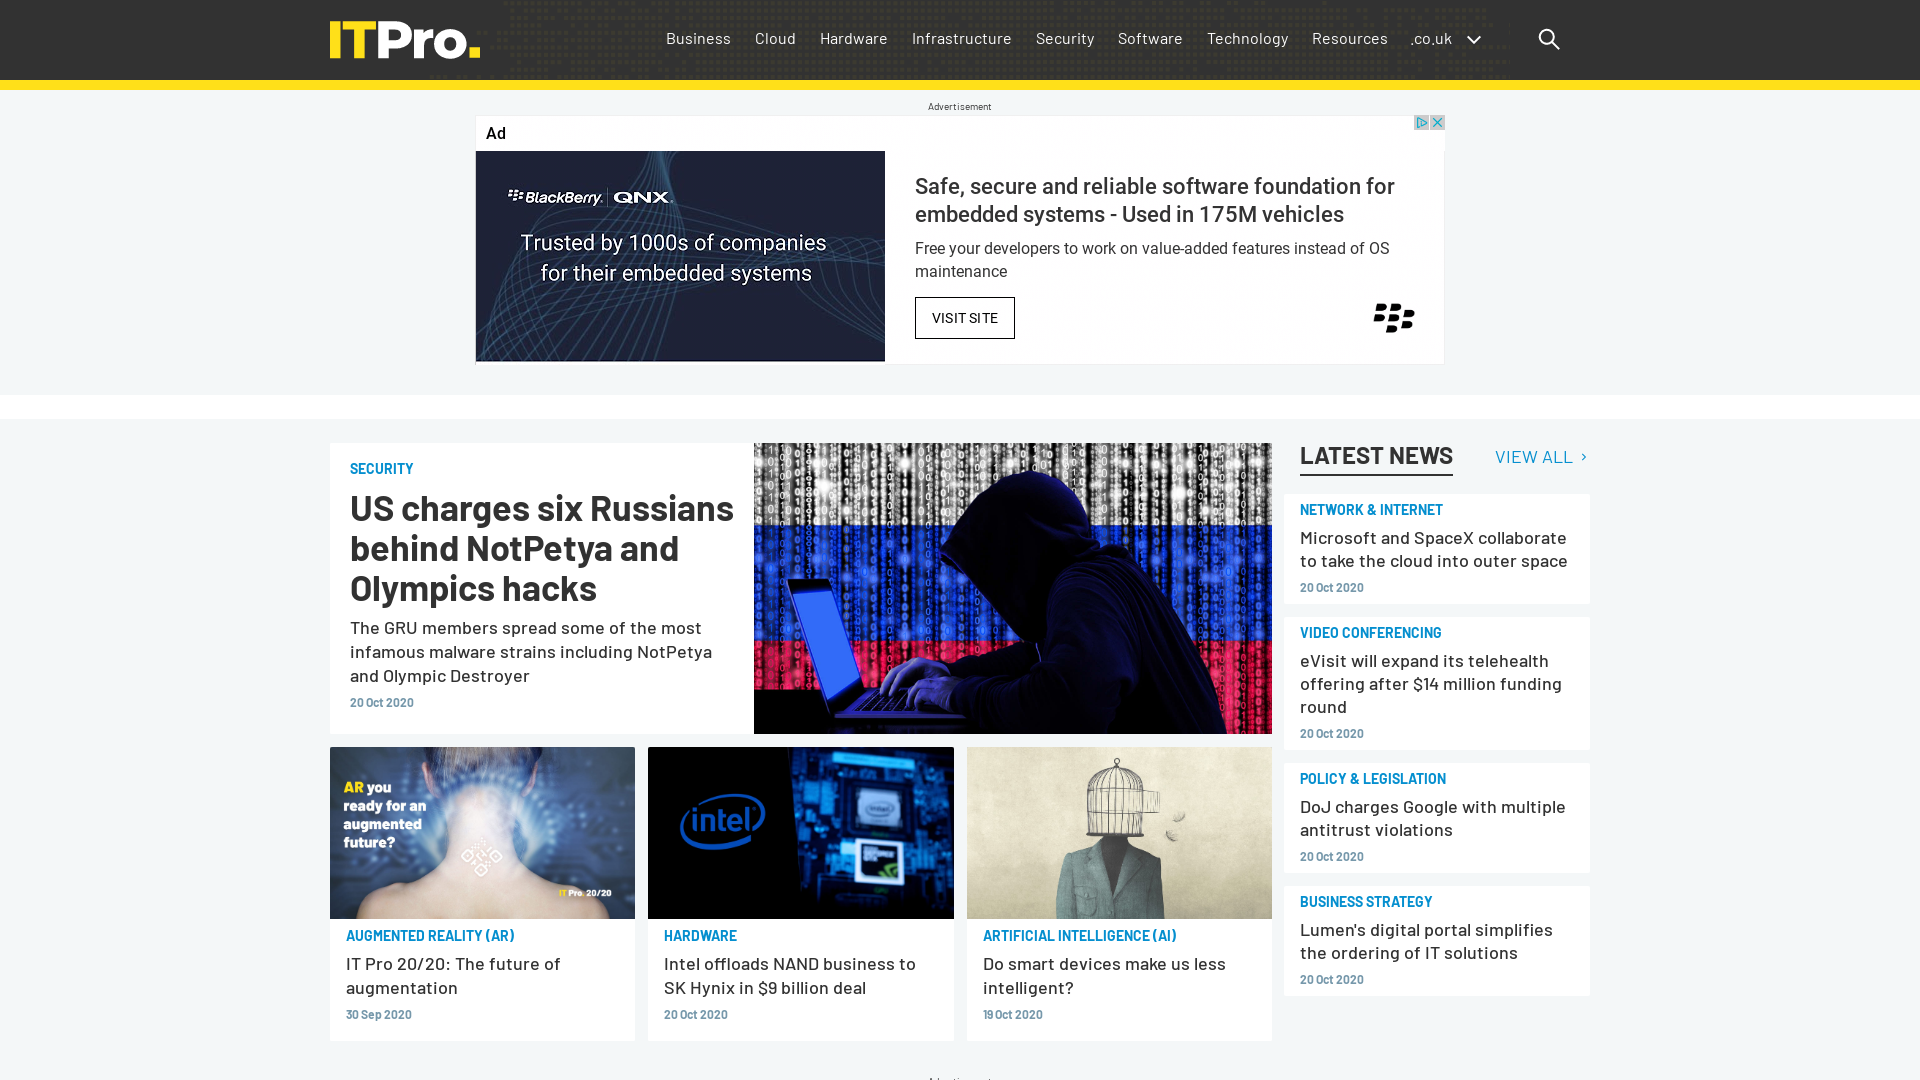 ITPro.
Business
Cloud
Hardware
Infrastructure
Security
Software
Technology
Resources
.co.uk
Advertisement
Ad
BlackBerry | QNX
Trusted by 1000s of companies
for their embedded systems
Safe, secure and reliable software foundation for
embedded systems - Used in 175M vehicles
Free your developers to work on value-added features instead of OS
maintenance
VISIT SITE
SECURITY
US charges six Russians
behind NotPetya and
Olympics hacks
The GRU members spread some of the most
infamous malware strains including NotPetya
and Olympic Destroyer
20 Oct 2020
AR you
ready for an
augmented
future?
IT Pro. 20/20
AUGMENTED REALITY (AR)
IT Pro 20/20: The future of
augmentation
30 Sep 2020
intel
HARDWARE
Intel offloads NAND business to
SK Hynix in $9 billion deal
20 Oct 2020
ARTIFICIAL INTELLIGENCE (AI)
Do smart devices make us less
intelligent?
19 Oct 2020
LATEST NEWS
VIEW ALL
NETWORK & INTERNET
Microsoft and SpaceX collaborate
to take the cloud into outer space
20 Oct 2020
VIDEO CONFERENCING
eVisit will expand its telehealth
offering after $14 million funding
round
20 Oct 2020
POLICY & LEGISLATION
DoJ charges Google with multiple
antitrust violations
20 Oct 2020
BUSINESS STRATEGY
Lumen's digital portal simplifies
the ordering of IT solutions
20 Oct 2020